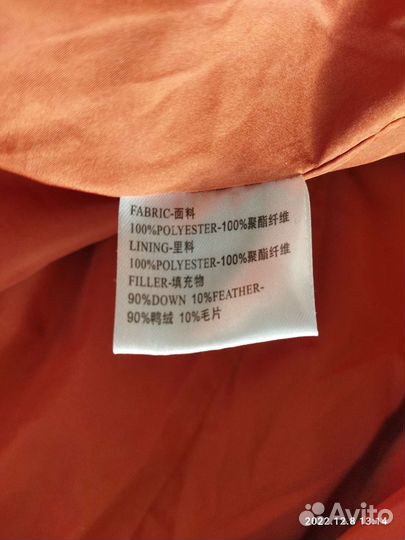 FABRIC-面料
100%POLYESTER-100%聚酯纤维
LINING-里料
100%POLYESTER-100%聚酯纤维
FILLER-填充物
90%DOWN 10%FEATHER-
90%鸭绒 10%毛片
2022.12.8 13:14
Avito